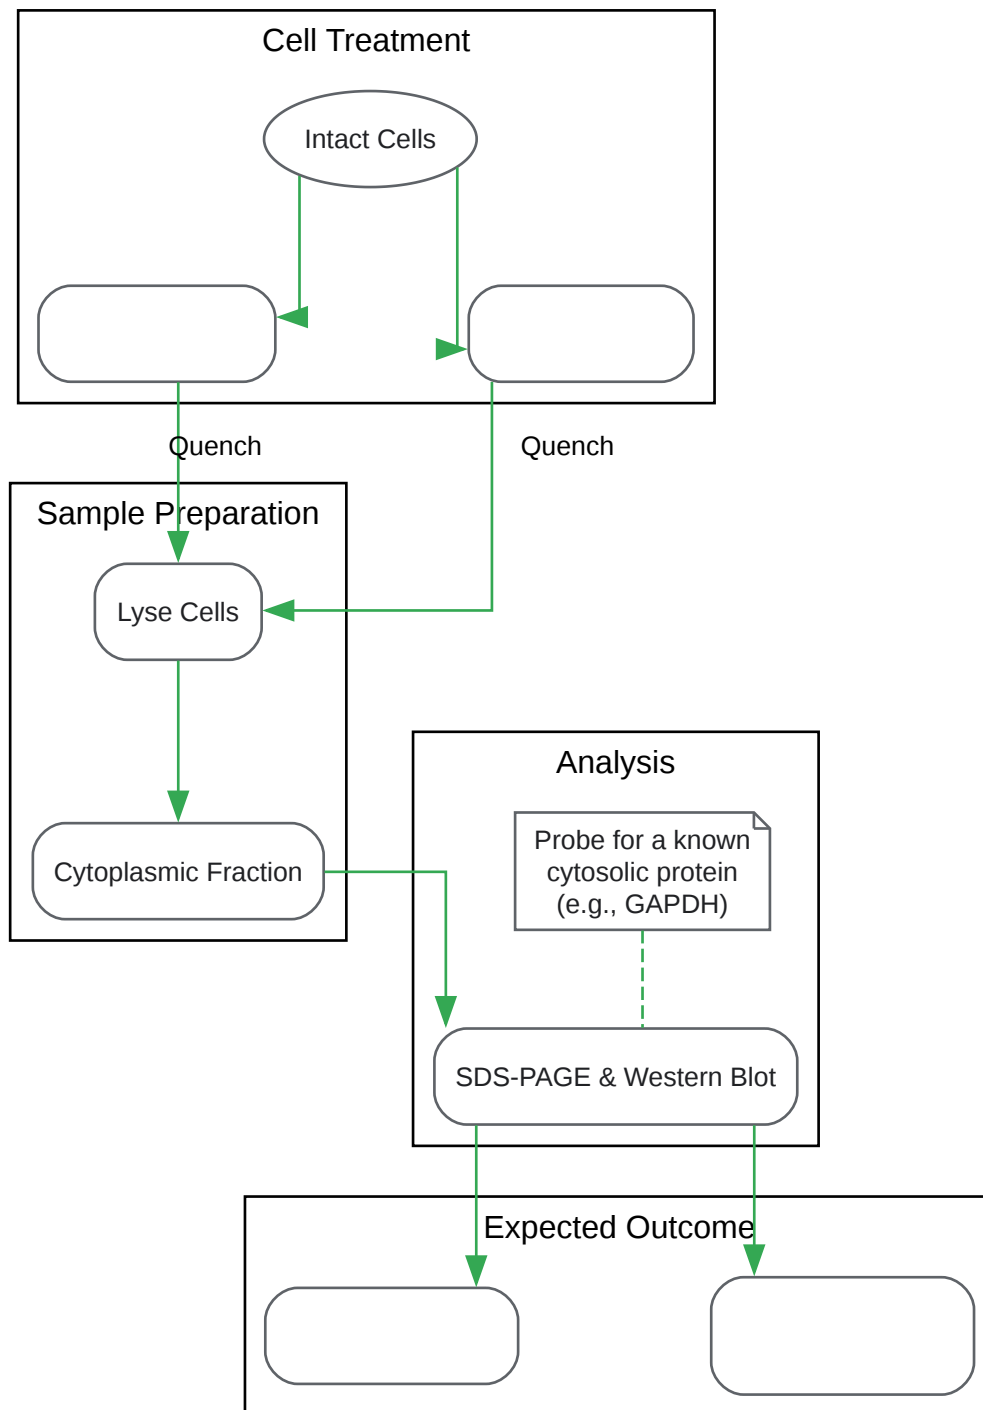 Cell Treatment
Intact Cells
Quench
Quench
Sample Preparation
Lyse Cells
Cytoplasmic Fraction
Analysis
Probe for a known
cytosolic protein
(e.g., GAPDH)
SDS-PAGE & Western Blot
Expected Outcome